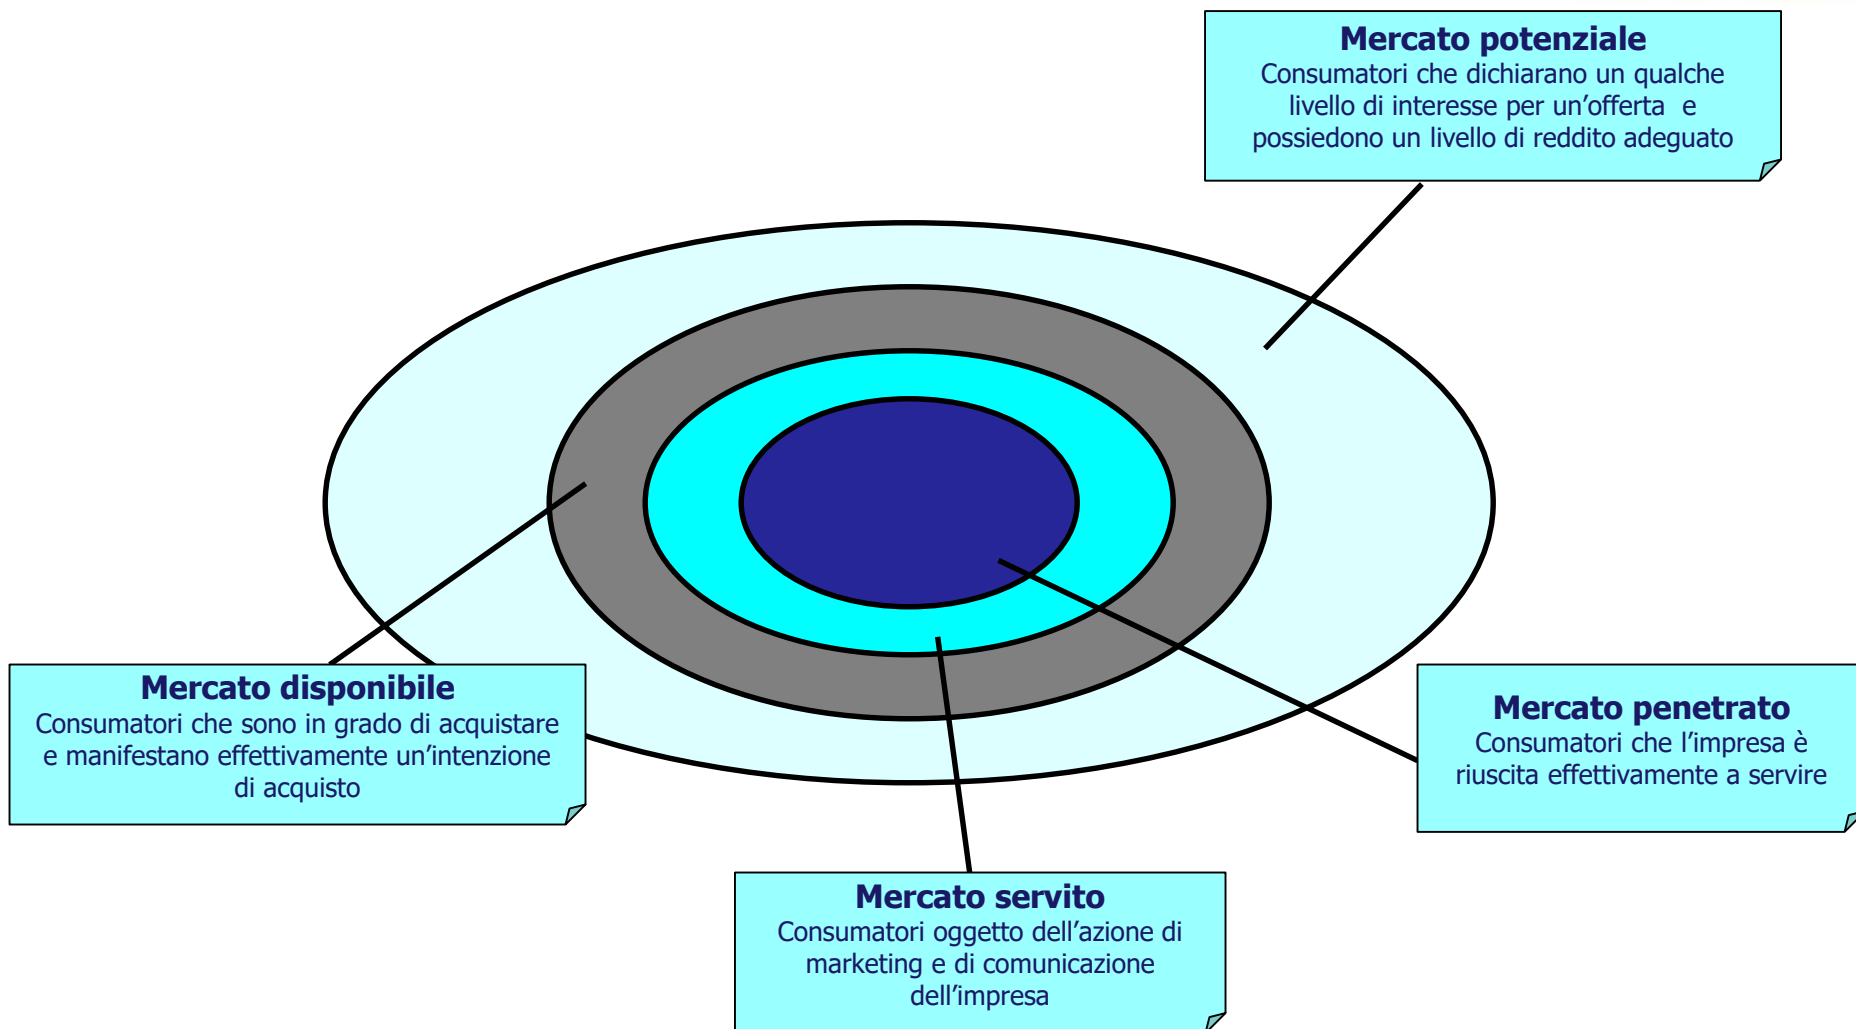 Mercato potenziale
Consumatori che dichiarano un qualche
livello di interesse per un’offerta  e
possiedono un livello di reddito adeguato
Mercato disponibile
Consumatori che sono in grado di acquistare
e manifestano effettivamente un’intenzione
di acquisto
Mercato penetrato
Consumatori che l’impresa è
riuscita effettivamente a servire
Mercato servito
Consumatori oggetto dell’azione di
marketing e di comunicazione
dell’impresa